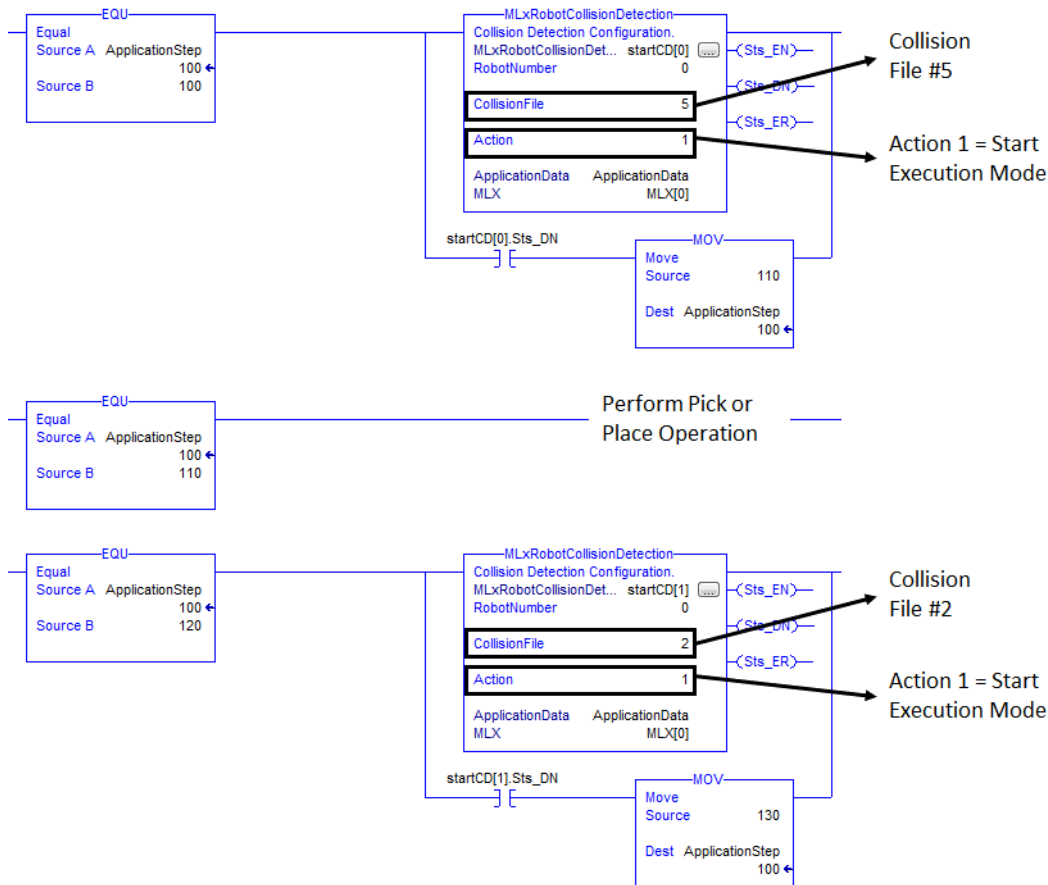 EQU
Equal
Source A ApplicationStep
100
Source B 100
MLxRobotCollisionDetection
Collision Detection Configuration.
MLxRobotCollisionDet... startCD[0] ...
RobotNumber 0
CollisionFile 5
Action 1
ApplicationData ApplicationData
MLX MLX[0]
Sts_EN
Sts_DN
Sts_ER
Collision
File #5
Action 1 = Start
Execution Mode
startCD[0].Sts_DN
MOV
Move
Source 110
Dest ApplicationStep
100
EQU
Equal
Source A ApplicationStep
100
Source B 110
Perform Pick or
Place Operation
EQU
Equal
Source A ApplicationStep
100
Source B 120
MLxRobotCollisionDetection
Collision Detection Configuration.
MLxRobotCollisionDet... startCD[1] ...
RobotNumber 0
CollisionFile 2
Action 1
ApplicationData ApplicationData
MLX MLX[0]
Sts_EN
Sts_DN
Sts_ER
Collision
File #2
Action 1 = Start
Execution Mode
startCD[1].Sts_DN
MOV
Move
Source 130
Dest ApplicationStep
100